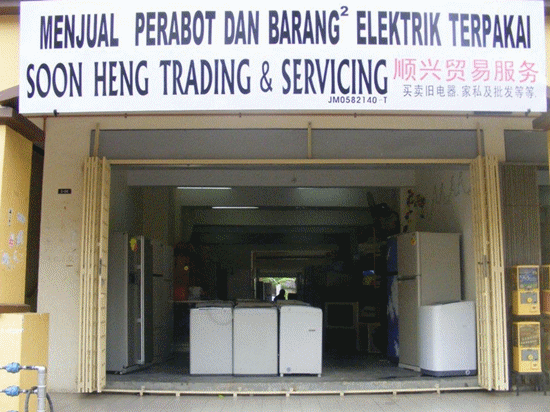 MENJUAL PERABOT DAN BARANG² ELEKTRIK TERPAKAI
SOON HENG TRADING & SERVICING 顺兴贸易服务
买卖旧电器.家私及批发等等.
JM0582140-T